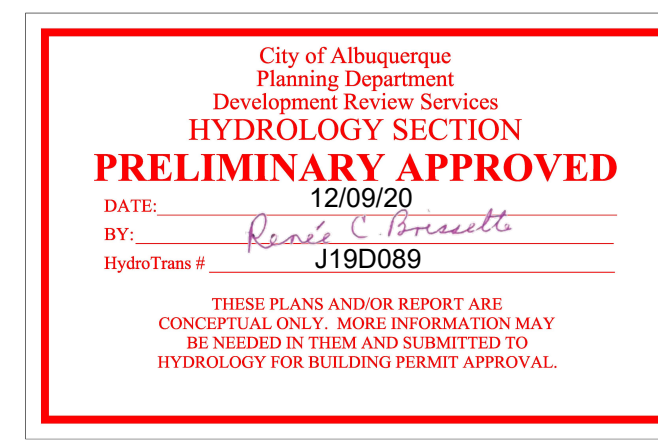 City of Albuquerque
Planning Department
Development Review Services
HYDROLOGY SECTION
PRELIMINARY APPROVED
DATE: 12/09/20
BY: Renée C. Brissette
HydroTrans # J19D089
THESE PLANS AND/OR REPORT ARE
CONCEPTUAL ONLY. MORE INFORMATION MAY
BE NEEDED IN THEM AND SUBMITTED TO
HYDROLOGY FOR BUILDING PERMIT APPROVAL.